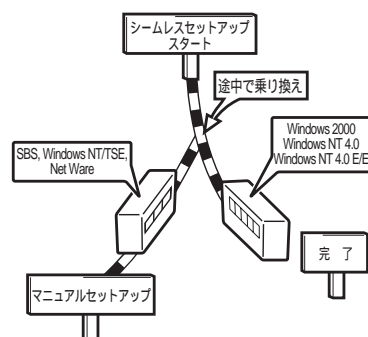 シームレスセットアップ
スタート
途中で乗り換え
SBS, Windows NT/TSE,
Net Ware
Windows 2000
Windows NT 4.0
Windows NT 4.0 E/E
完 了
マニュアルセットアップ